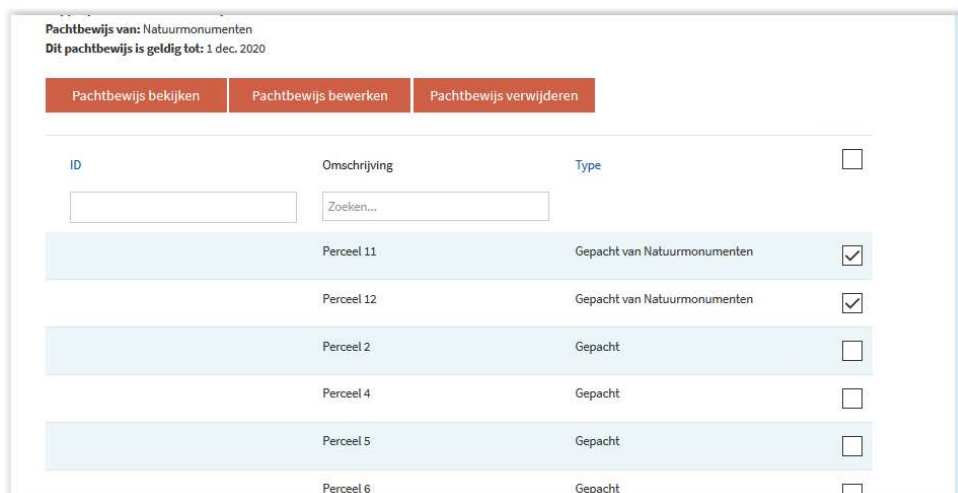 Pachtbewijs van: Natuurmonumenten
Dit pachtbewijs is geldig tot: 1 dec. 2020
Pachtbewijs bekijken Pachtbewijs bewerken Pachtbewijs verwijderen
ID Omschrijving Type
Zoeken...
Perceel 11 Gepacht van Natuurmonumenten
Perceel 12 Gepacht van Natuurmonumenten
Perceel 2 Gepacht
Perceel 4 Gepacht
Perceel 5 Gepacht
Perceel 6 Gepacht